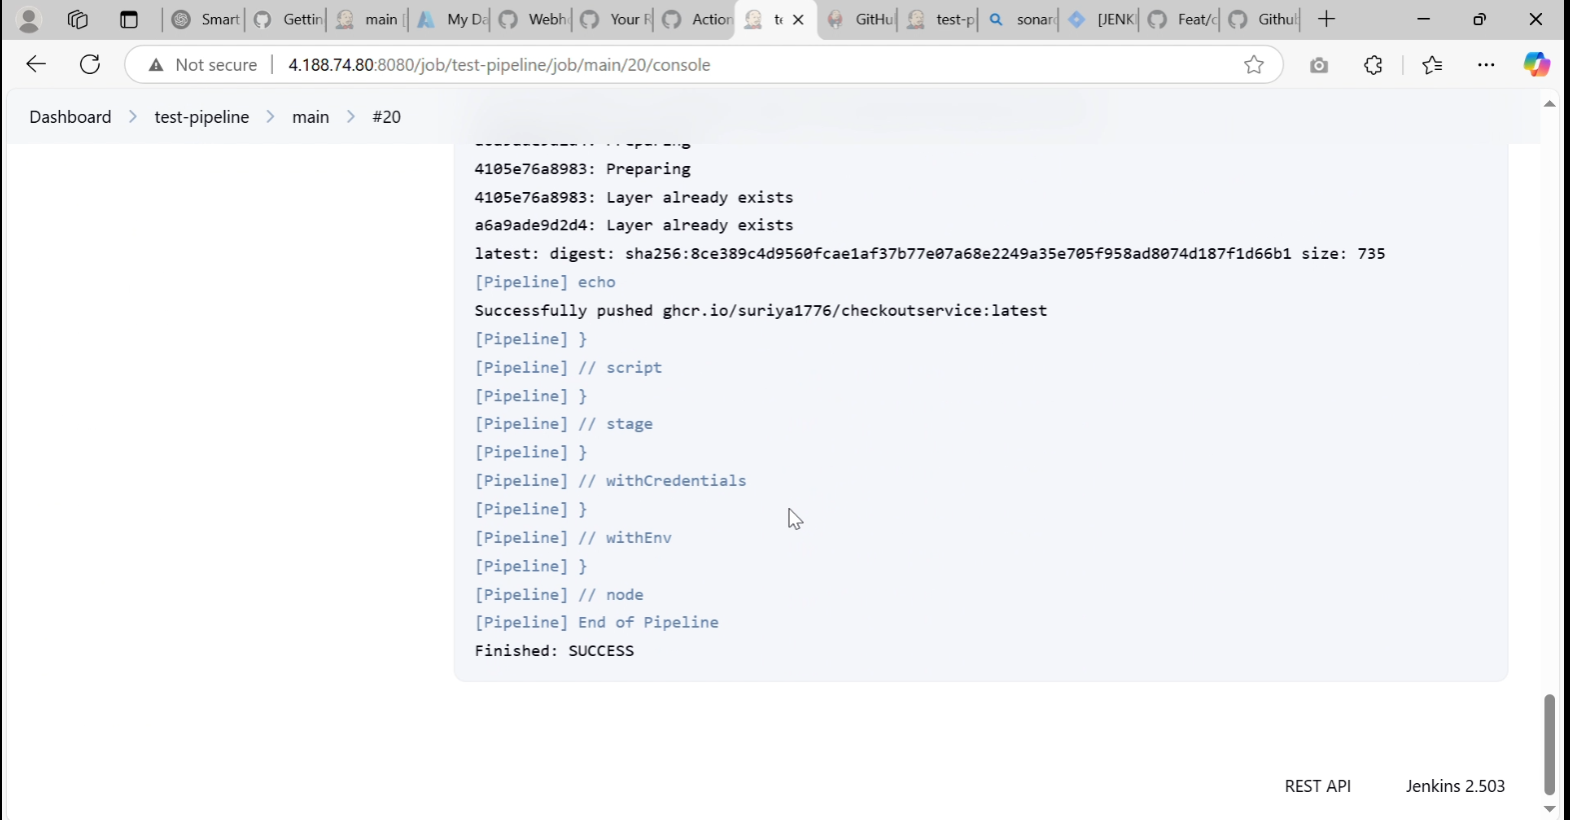 Smart
Gettin
main [
My Da
Webh
Your R
Action
te
GitHu
test-p
sonar
[JENKI
Feat/c
Github
Not secure
4.188.74.80:8080/job/test-pipeline/job/main/20/console
Dashboard > test-pipeline > main > #20
4105e76a8983: Preparing
4105e76a8983: Layer already exists
a6a9ade9d2d4: Layer already exists
latest: digest: sha256:8ce389c4d9560fcae1af37b77e07a68e2249a35e705f958ad8074d187f1d66b1 size: 735
[Pipeline] echo
Successfully pushed ghcr.io/suriya1776/checkoutservice:latest
[Pipeline] }
[Pipeline] // script
[Pipeline] }
[Pipeline] // stage
[Pipeline] }
[Pipeline] // withCredentials
[Pipeline] }
[Pipeline] // withEnv
[Pipeline] }
[Pipeline] // node
[Pipeline] End of Pipeline
Finished: SUCCESS
REST API
Jenkins 2.503